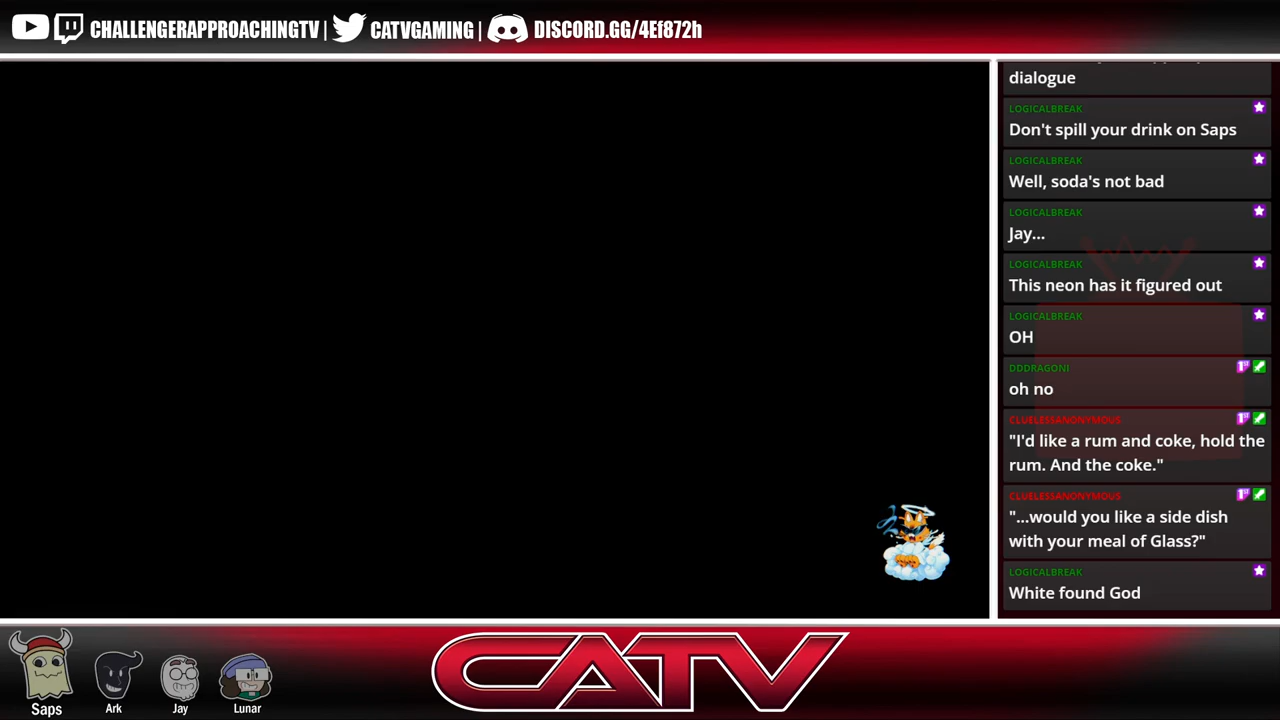 CHALLENGERAPPROACHINGTV | CATVGAMING | DISCORD.GG/4Ef872h
dialogue
LOGICALBREAK
Don't spill your drink on Saps
LOGICALBREAK
Well, soda's not bad
LOGICALBREAK
Jay...
LOGICALBREAK
This neon has it figured out
LOGICALBREAK
OH
DDDRAGONI
oh no
CLUELESSANONYMOUS
"I'd like a rum and coke, hold the
rum. And the coke."
CLUELESSANONYMOUS
"...would you like a side dish
with your meal of Glass?"
LOGICALBREAK
White found God
CATV
Saps
Ark
Jay
Lunar